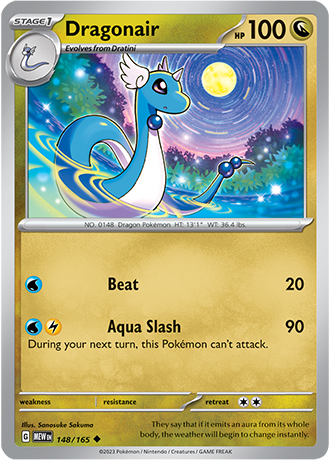 STAGE 1
Dragonair
HP 100
Evolves from Dratini
NO. 0148 Dragon Pokémon HT: 13'1" WT: 36.4 lbs.
Beat 20
Aqua Slash 90
During your next turn, this Pokémon can't attack.
weakness resistance retreat
Illus. Sanosuke Sakuma
G MEW EN 148/165
They say that if it emits an aura from its whole
body, the weather will begin to change instantly.
©2023 Pokémon / Nintendo / Creatures / GAME FREAK